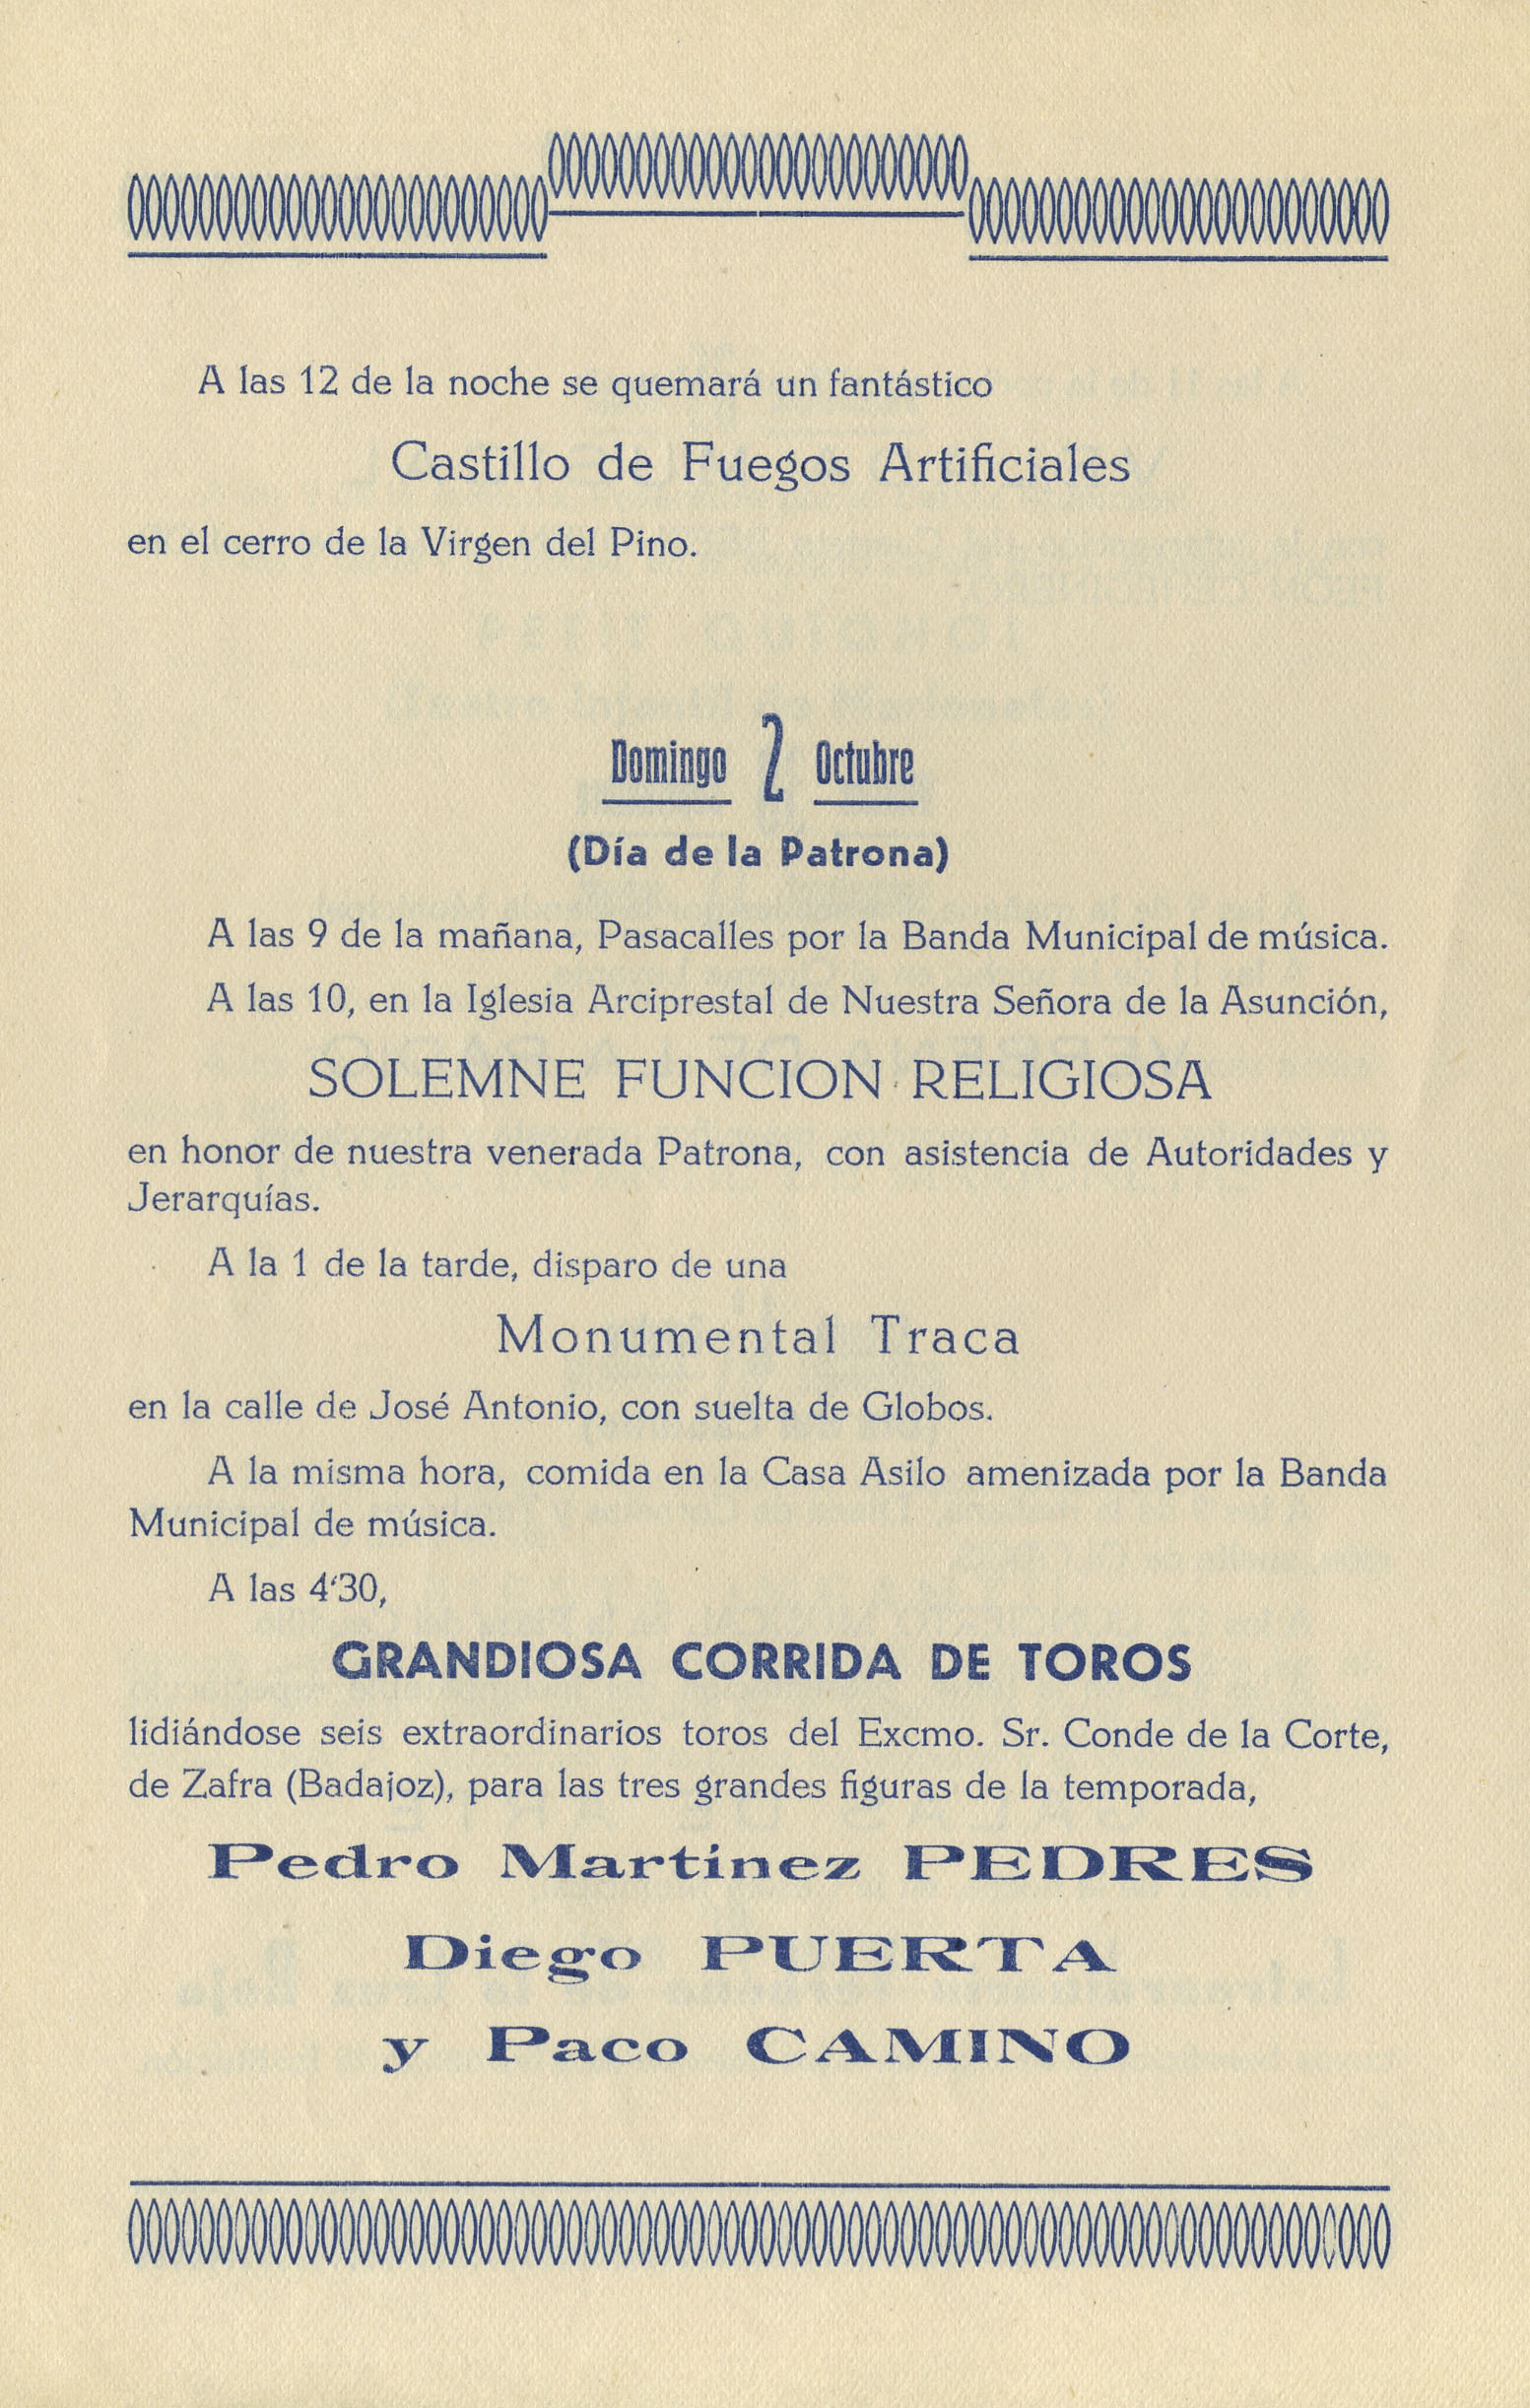 A las 12 de la noche se quemará un fantástico
Castillo de Fuegos Artificiales
en el cerro de la Virgen del Pino.
Domingo 2 Octubre
(Día de la Patrona)
A las 9 de la mañana, Pasacalles por la Banda Municipal de música.
A las 10, en la Iglesia Arciprestal de Nuestra Señora de la Asunción,
SOLEMNE FUNCION RELIGIOSA
en honor de nuestra venerada Patrona, con asistencia de Autoridades y
Jerarquías.
A la 1 de la tarde, disparo de una
Monumental Traca
en la calle de José Antonio, con suelta de Globos.
A la misma hora, comida en la Casa Asilo amenizada por la Banda
Municipal de música.
A las 4‘30,
GRANDIOSA CORRIDA DE TOROS
lidiándose seis extraordinarios toros del Excmo. Sr. Conde de la Corte,
de Zafra (Badajoz), para las tres grandes figuras de la temporada,
Pedro Martinez PEDRES
Diego PUERTA
y Paco CAMINO